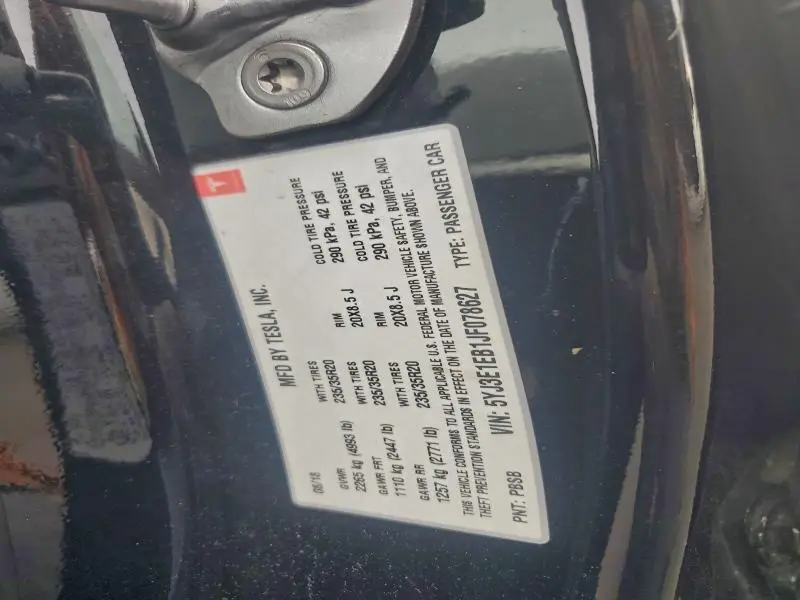 MFD BY TESLA, INC.
08/18
GVWR WITH TIRES RIM COLD TIRE PRESSURE
2265 kg (4993 lb) 235/35R20 20X8.5 J 290 kPa, 42 psi
GAWR FRT WITH TIRES RIM COLD TIRE PRESSURE
1110 kg (2447 lb) 235/35R20 20X8.5 J 290 kPa, 42 psi
GAWR RR WITH TIRES
1257 kg (2771 lb) 235/35R20
THIS VEHICLE CONFORMS TO ALL APPLICABLE U.S. FEDERAL MOTOR VEHICLE SAFETY, BUMPER, AND
THEFT PREVENTION STANDARDS IN EFFECT ON THE DATE OF MANUFACTURE SHOWN ABOVE.
PNT: PBSB VIN: 5YJ3E1EB1JF078627 TYPE: PASSENGER CAR